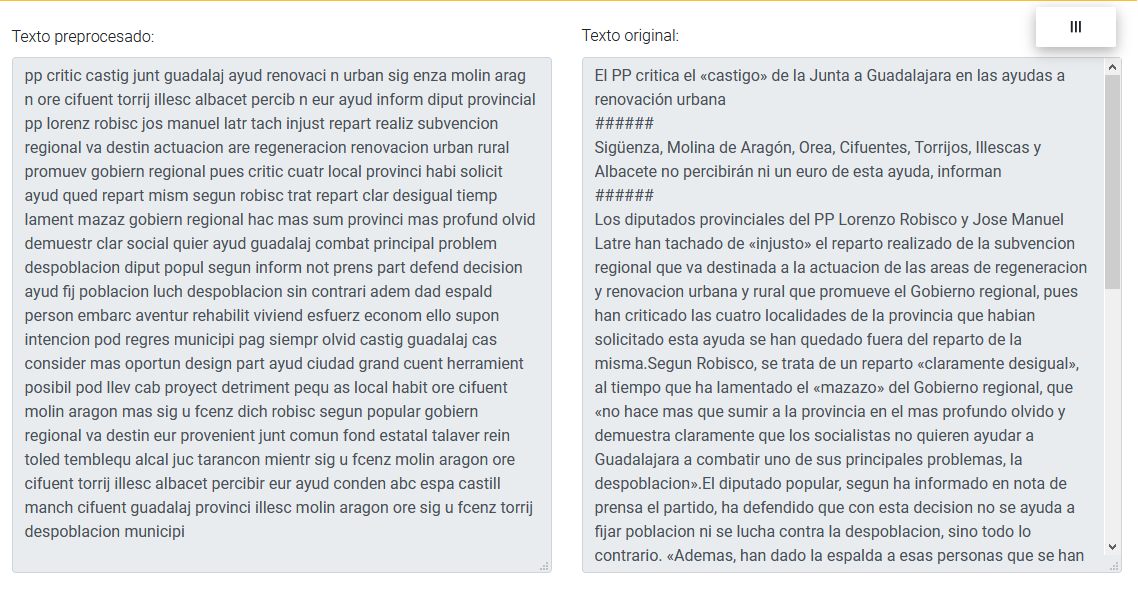 Texto preprocesado:
pp critic castig junt guadalaj ayud renovaci n urban sig enza molin arag
n ore cifuent torrij illesc albacet percib n eur ayud inform diput provincial
pp lorenz robisc jos manuel latr tach injust repart realiz subvencion
regional va destin actuacion are regeneracion renovacion urban rural
promuev gobiern regional pues critic cuatr local provinci habi solicit
ayud qued repart mism segun robisc trat repart clar desigual tiemp
lament mazaz gobiern regional hac mas sum provinci mas profund olvid
demuestr clar social quier ayud guadalaj combat principal problem
despoblacion diput popul segun inform not prens part defend decision
ayud fij poblacion luch despoblacion sin contrari adem dad espald
person embarc aventur rehabilit viviend esfuerz econom ello supon
intencion pod regres municipi pag siempr olvid castig guadalaj cas
consider mas oportun design part ayud ciudad grand cuent herramient
posibil pod llev cab proyect detriment pequ as local habit ore cifuent
molin aragon mas sig u fcenz dich robisc segun popular gobiern
regional va destin eur provenient junt comun fond estatal talaver rein
toled temblequ alcal juc tarancon mientr sig u fcenz molin aragon ore
cifuent torrij illesc albacet percibir eur ayud conden abc espa castill
manch cifuent guadalaj provinci illesc molin aragon ore sig u fcenz torrij
despoblacion municipi
Texto original:
El PP critica el «castigo» de la Junta a Guadalajara en las ayudas a
renovación urbana
######
Sigüenza, Molina de Aragón, Orea, Cifuentes, Torrijos, Illescas y
Albacete no percibirán ni un euro de esta ayuda, informan
######
Los diputados provinciales del PP Lorenzo Robisco y Jose Manuel
Latre han tachado de «injusto» el reparto realizado de la subvencion
regional que va destinada a la actuacion de las areas de regeneracion
y renovacion urbana y rural que promueve el Gobierno regional, pues
han criticado las cuatro localidades de la provincia que habian
solicitado esta ayuda se han quedado fuera del reparto de la
misma.Segun Robisco, se trata de un reparto «claramente desigual»,
al tiempo que ha lamentado el «mazazo» del Gobierno regional, que
«no hace mas que sumir a la provincia en el mas profundo olvido y
demuestra claramente que los socialistas no quieren ayudar a
Guadalajara a combatir uno de sus principales problemas, la
despoblacion».El diputado popular, segun ha informado en nota de
prensa el partido, ha defendido que con esta decision no se ayuda a
fijar poblacion ni se lucha contra la despoblacion, sino todo lo
contrario. «Ademas, han dado la espalda a esas personas que se han